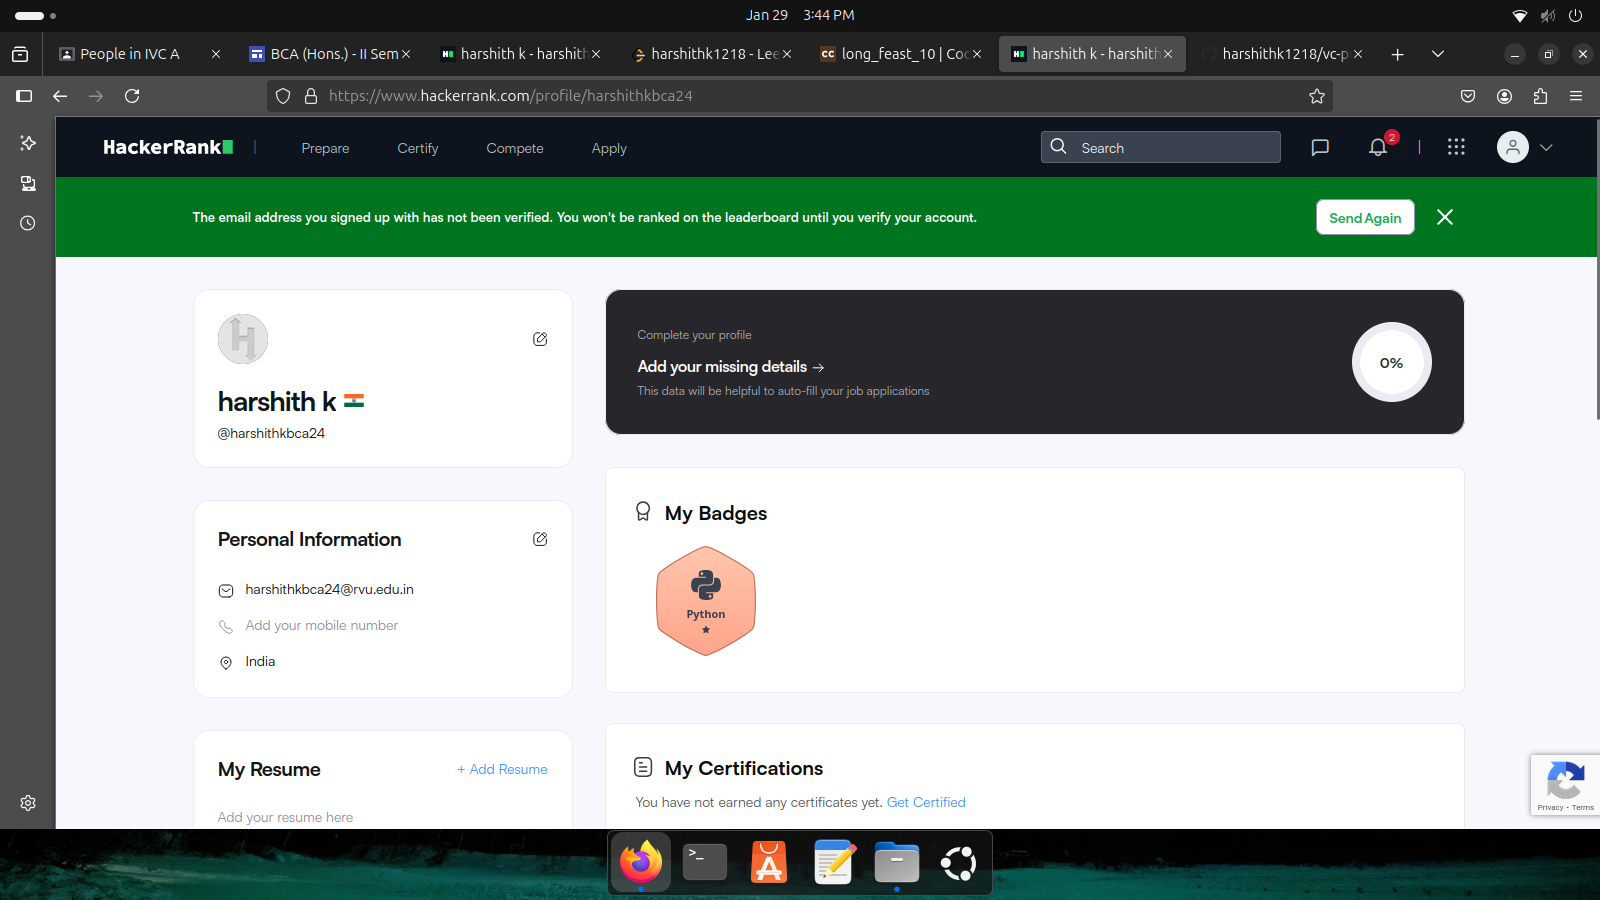 Jan 29 3:44 PM
People in IVC A
BCA (Hons.) - II Sem
harshith k - harshith
harshithk1218 - Lee
long_feast_10 | Coc
harshith k - harshith
harshithk1218/vc-p
https://www.hackerrank.com/profile/harshithkbca24
HackerRank
Prepare
Certify
Compete
Apply
Search
2
The email address you signed up with has not been verified. You won't be ranked on the leaderboard until you verify your account.
Send Again
harshith k
@harshithkbca24
Complete your profile
Add your missing details →
This data will be helpful to auto-fill your job applications
0%
Personal Information
harshithkbca24@rvu.edu.in
Add your mobile number
India
My Badges
Python
My Resume
+ Add Resume
Add your resume here
My Certifications
You have not earned any certificates yet. Get Certified
Privacy - Terms